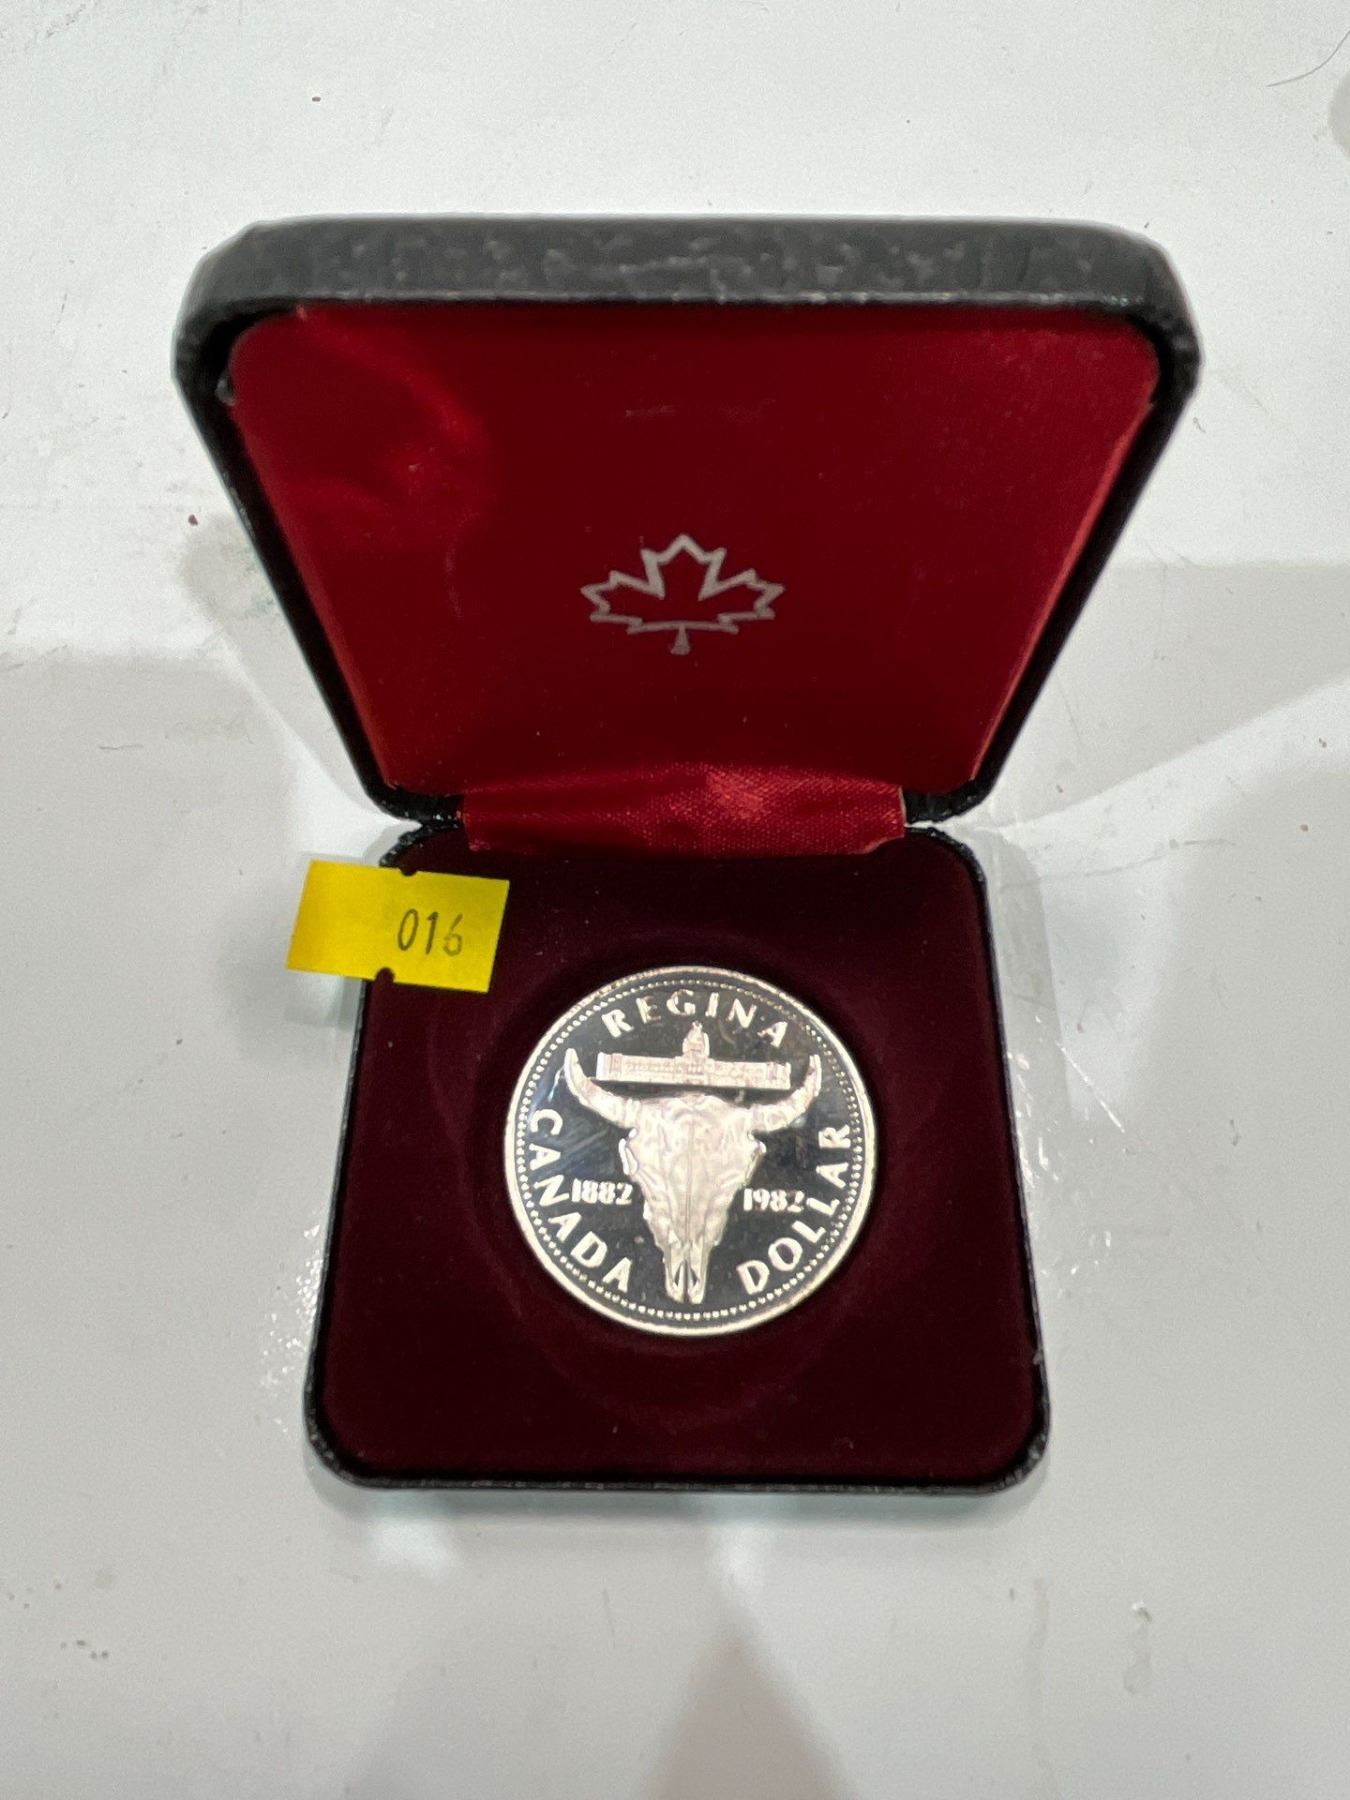 016
REGINA
CANADA
1882
1982
DOLLAR